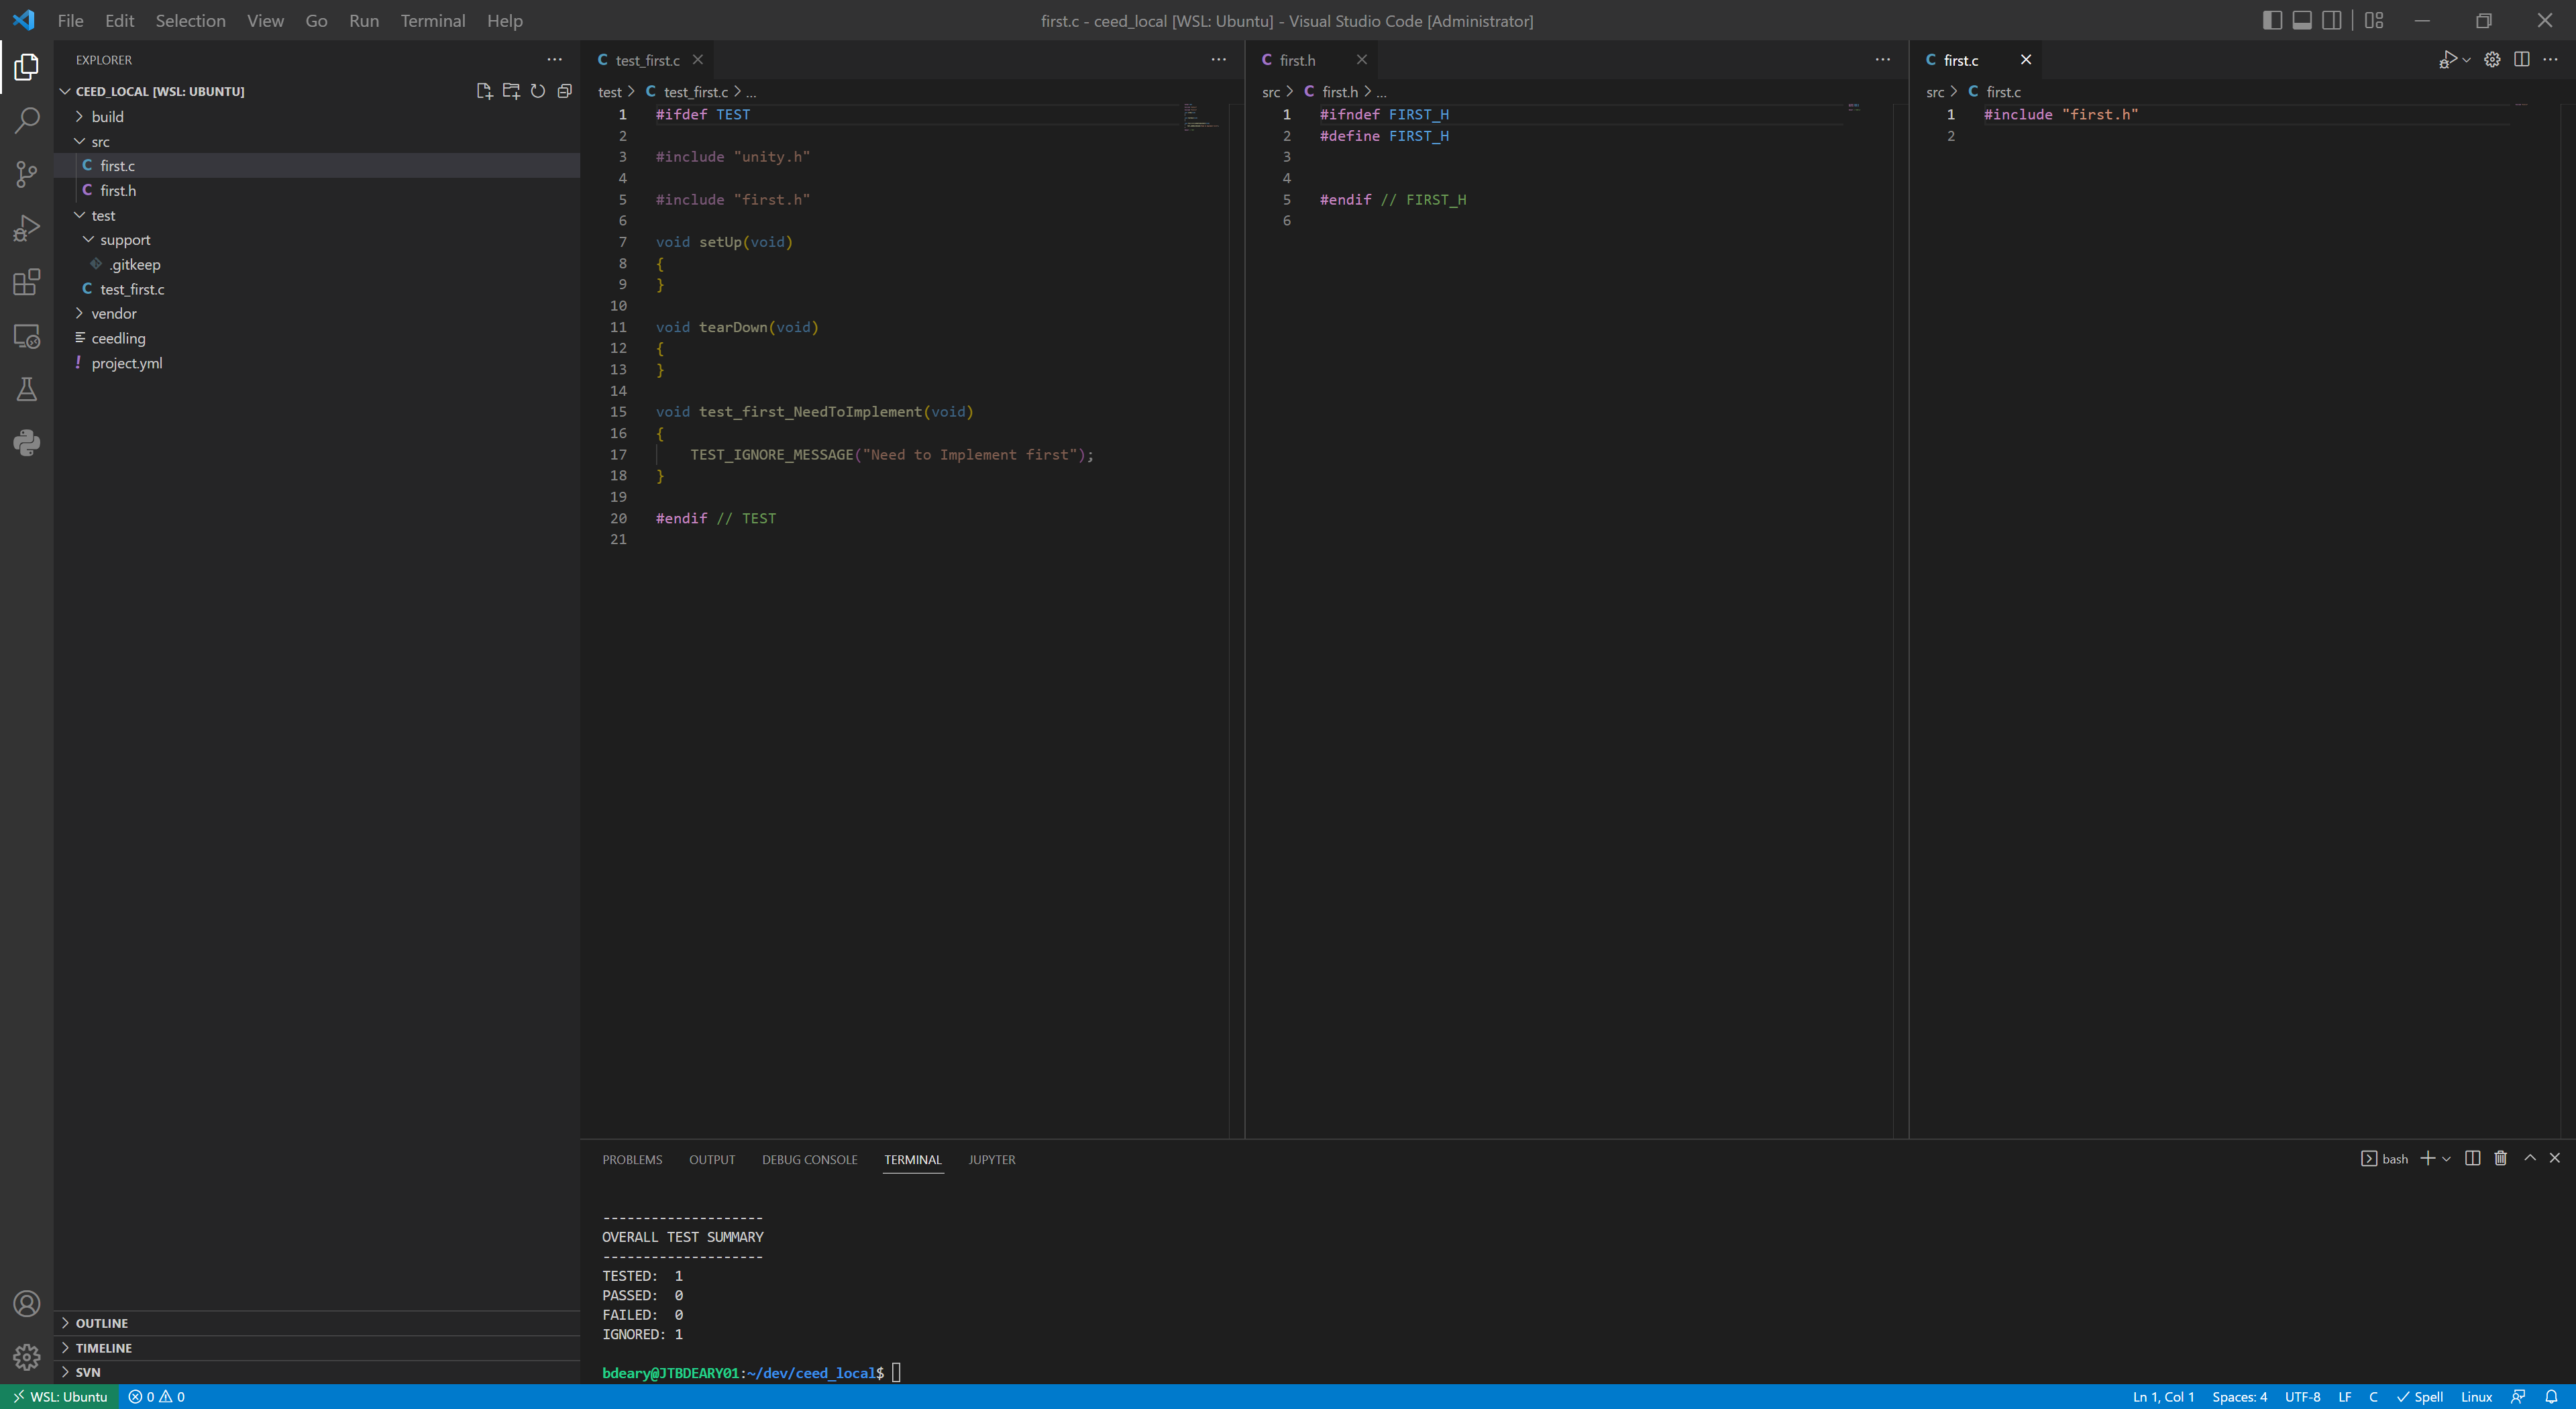 File Edit Selection View Go Run Terminal Help
first.c - ceed_local [WSL: Ubuntu] - Visual Studio Code [Administrator]
EXPLORER
CEED_LOCAL [WSL: UBUNTU]
build
src
C first.c
C first.h
test
support
.gitkeep
C test_first.c
vendor
ceedling
! project.yml
OUTLINE
TIMELINE
SVN
C test_first.c
test > C test_first.c > ...
1 #ifdef TEST
2
3 #include "unity.h"
4
5 #include "first.h"
6
7 void setUp(void)
8 {
9 }
10
11 void tearDown(void)
12 {
13 }
14
15 void test_first_NeedToImplement(void)
16 {
17     TEST_IGNORE_MESSAGE("Need to Implement first");
18 }
19
20 #endif // TEST
21
C first.h
src > C first.h > ...
1 #ifndef FIRST_H
2 #define FIRST_H
3
4
5 #endif // FIRST_H
6
C first.c
src > C first.c
1 #include "first.h"
2
PROBLEMS OUTPUT DEBUG CONSOLE TERMINAL JUPYTER
bash
--------------------
OVERALL TEST SUMMARY
--------------------
TESTED:  1
PASSED:  0
FAILED:  0
IGNORED: 1
bdeary@JTBDEARY01:~/dev/ceed_local$
WSL: Ubuntu 0 0
Ln 1, Col 1 Spaces: 4 UTF-8 LF C Spell Linux